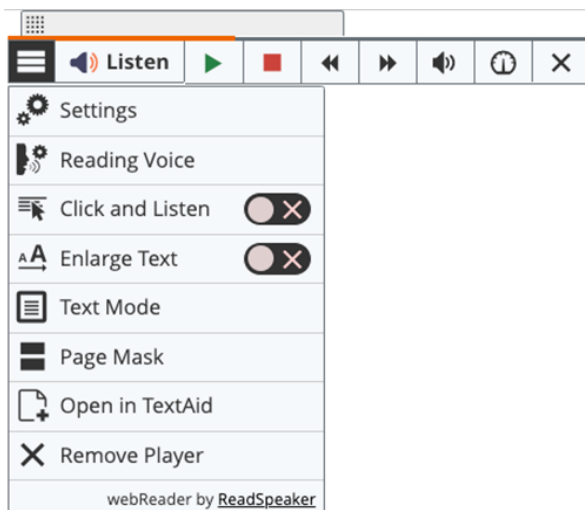 Listen
Settings
Reading Voice
Click and Listen
Enlarge Text
Text Mode
Page Mask
Open in TextAid
Remove Player
webReader by ReadSpeaker